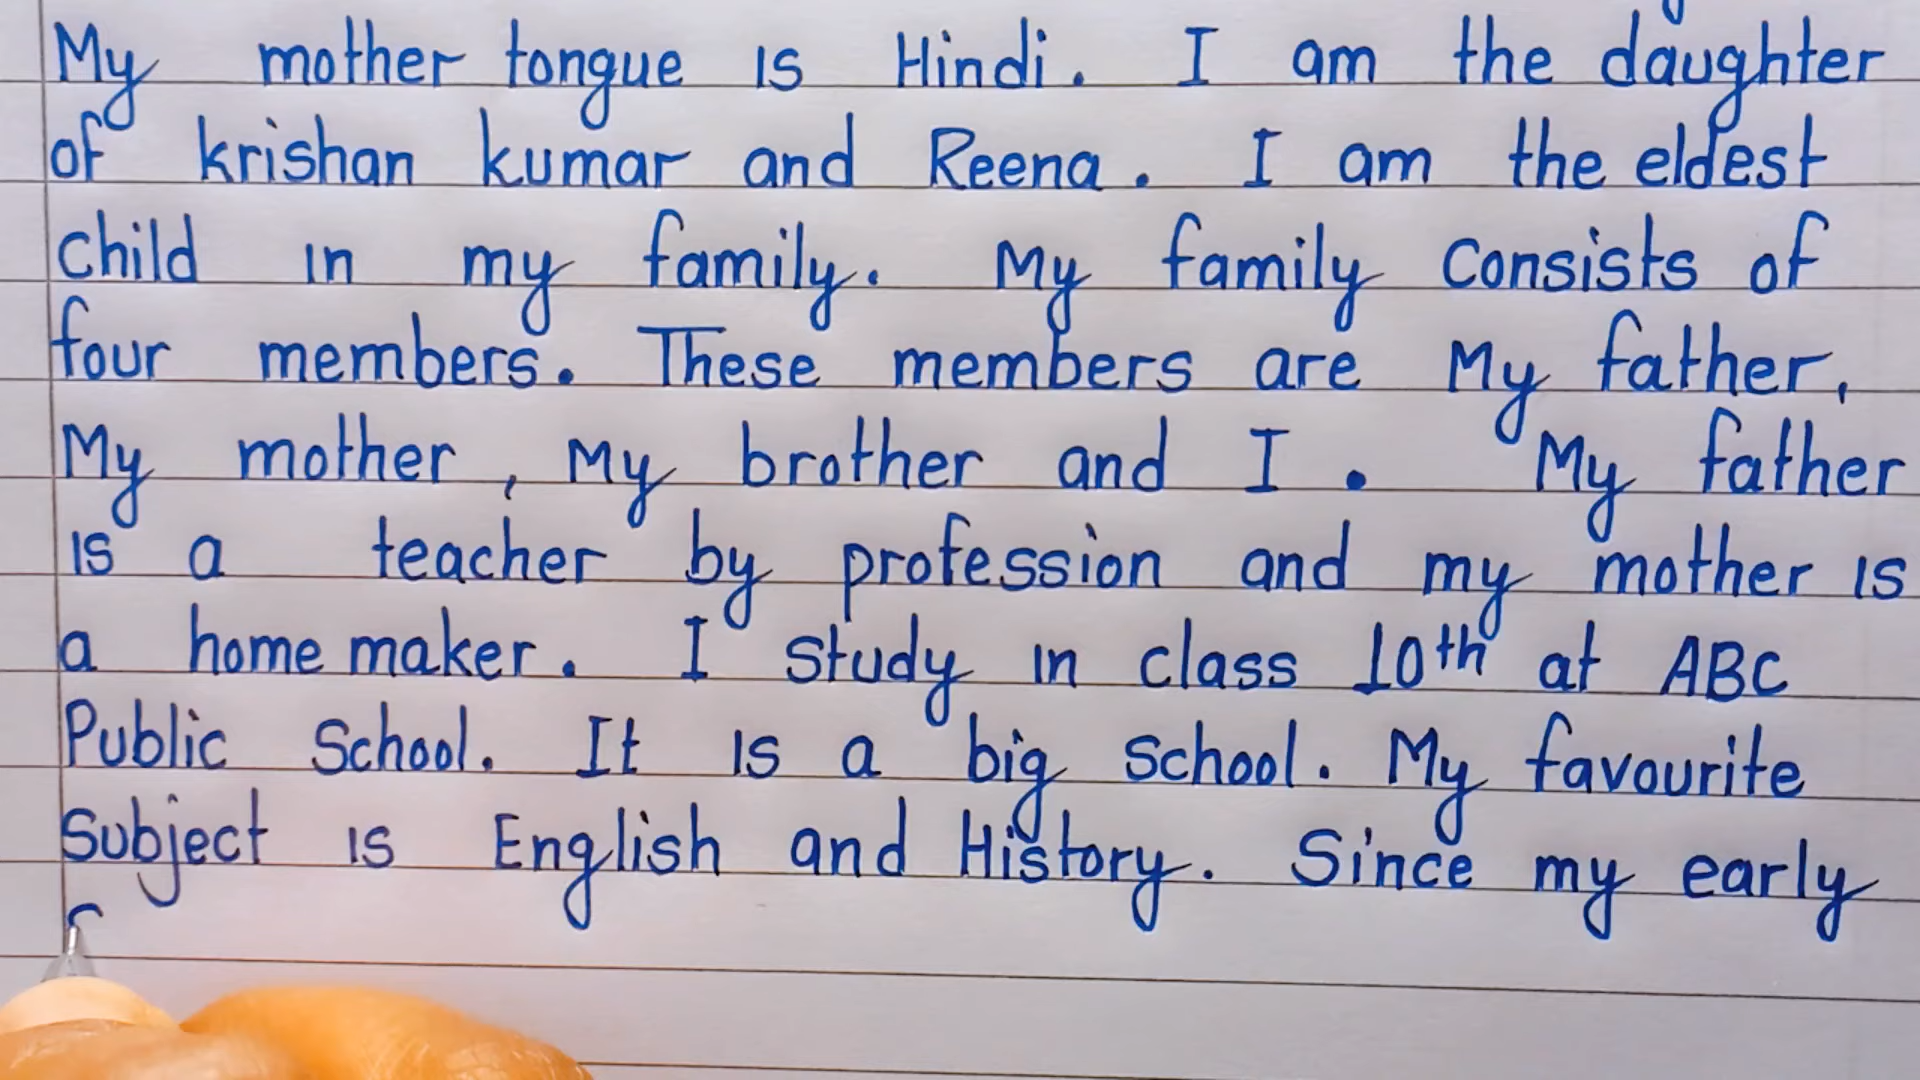 My mother tongue is Hindi. I am the daughter
of krishan kumar and Reena. I am the eldest
child in my family. My family consists of
four members. These members are My father,
My mother, My brother and I.  My father
is a teacher by profession and my mother is
a home maker. I study in class 10th at ABC
Public School. It is a big school. My favourite
Subject is English and History. Since my early